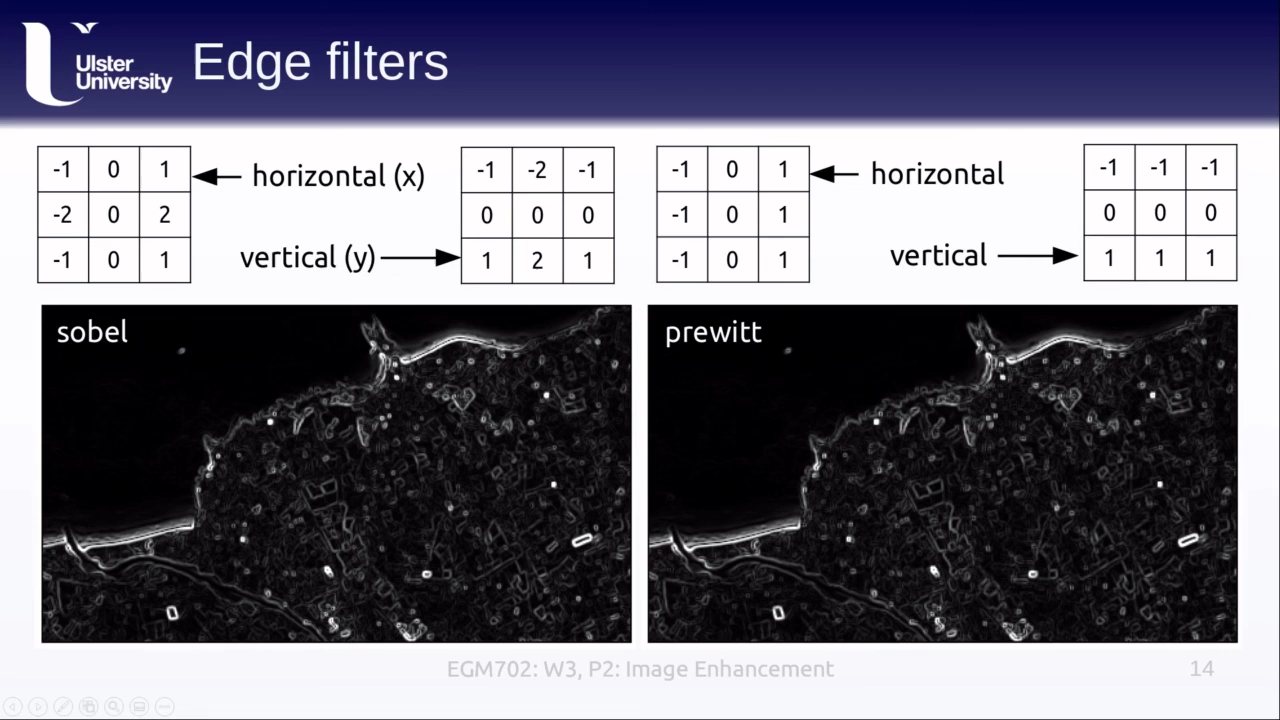 Ulster
University
Edge filters
-1 0 1
-2 0 2
-1 0 1
horizontal (x)
vertical (y)
-1 -2 -1
0 0 0
1 2 1
-1 0 1
-1 0 1
-1 0 1
horizontal
vertical
-1 -1 -1
0 0 0
1 1 1
sobel
prewitt
EGM702: W3, P2: Image Enhancement
14